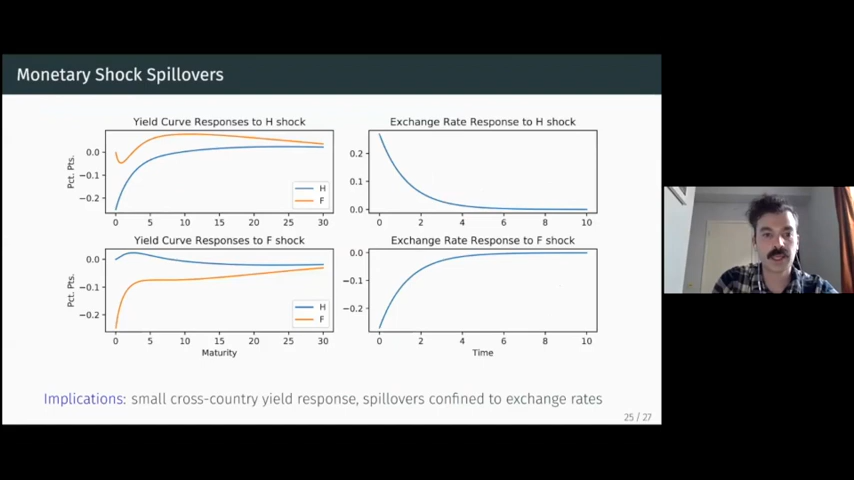 Monetary Shock Spillovers
Yield Curve Responses to H shock
Pct. Pts.
0.0
−0.1
−0.2
H
F
0 5 10 15 20 25 30
Exchange Rate Response to H shock
0.2
0.1
0.0
0 2 4 6 8 10
Yield Curve Responses to F shock
Pct. Pts.
0.0
−0.1
−0.2
H
F
0 5 10 15 20 25 30
Maturity
Exchange Rate Response to F shock
0.0
−0.1
−0.2
0 2 4 6 8 10
Time
Implications: small cross-country yield response, spillovers confined to exchange rates
25 / 27